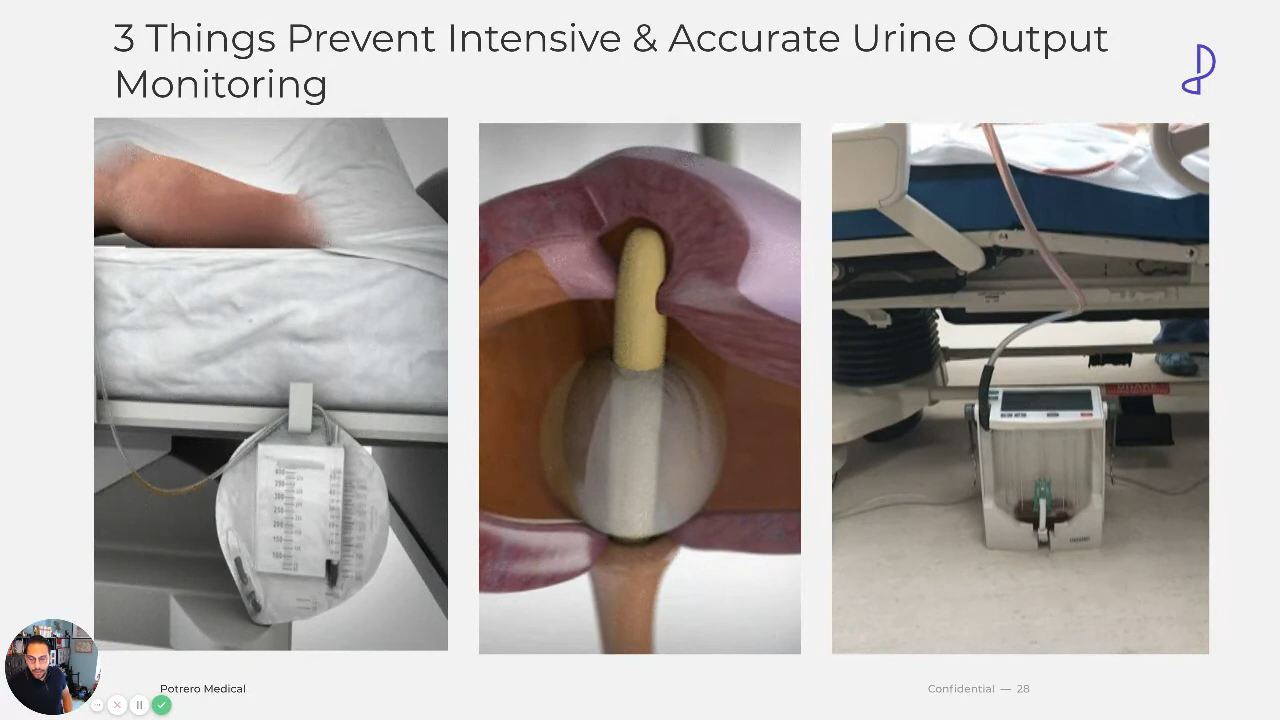 3 Things Prevent Intensive & Accurate Urine Output
Monitoring
Potrero Medical
Confidential — 28